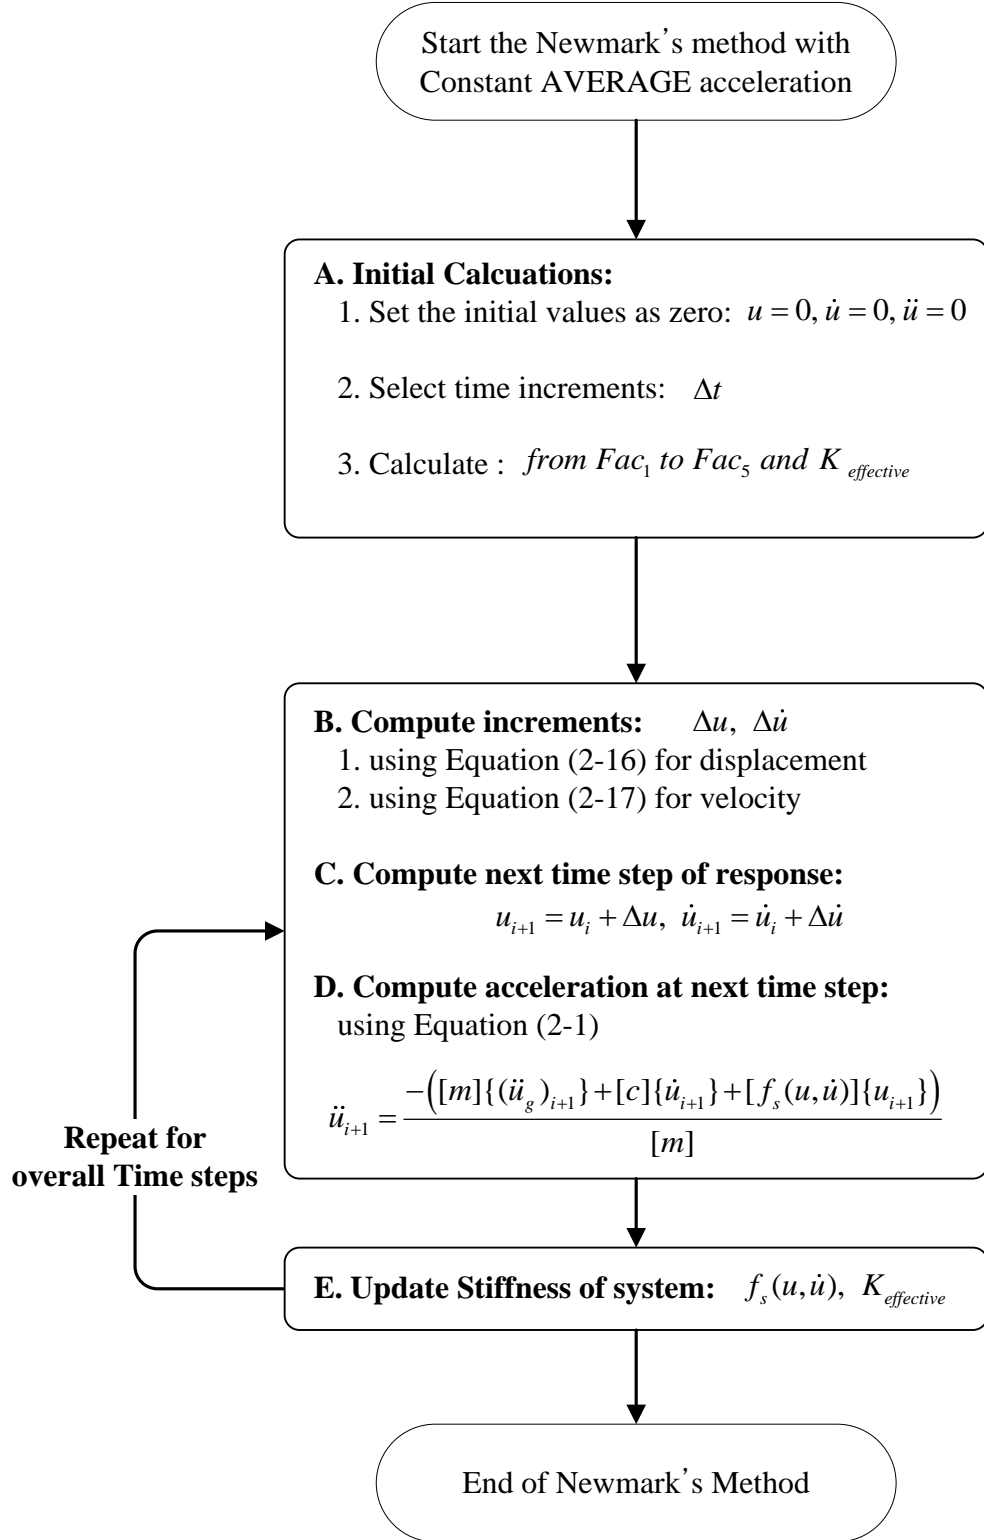 Start the Newmark's method with
Constant AVERAGE acceleration
A. Initial Calcuations:
1. Set the initial values as zero: u = 0, u̇ = 0, ü = 0
2. Select time increments: Δt
3. Calculate : from Fac₁ to Fac₅ and K effective
B. Compute increments: Δu, Δu̇
1. using Equation (2-16) for displacement
2. using Equation (2-17) for velocity
C. Compute next time step of response:
uᵢ₊₁ = uᵢ + Δu, u̇ᵢ₊₁ = u̇ᵢ + Δu̇
D. Compute acceleration at next time step:
using Equation (2-1)
üᵢ₊₁ = −([m]{(ü_g)ᵢ₊₁}+[c]{u̇ᵢ₊₁}+[f_s(u,u̇)]{uᵢ₊₁})
[m]
Repeat for
overall Time steps
E. Update Stiffness of system: f_s(u,u̇), K effective
End of Newmark's Method